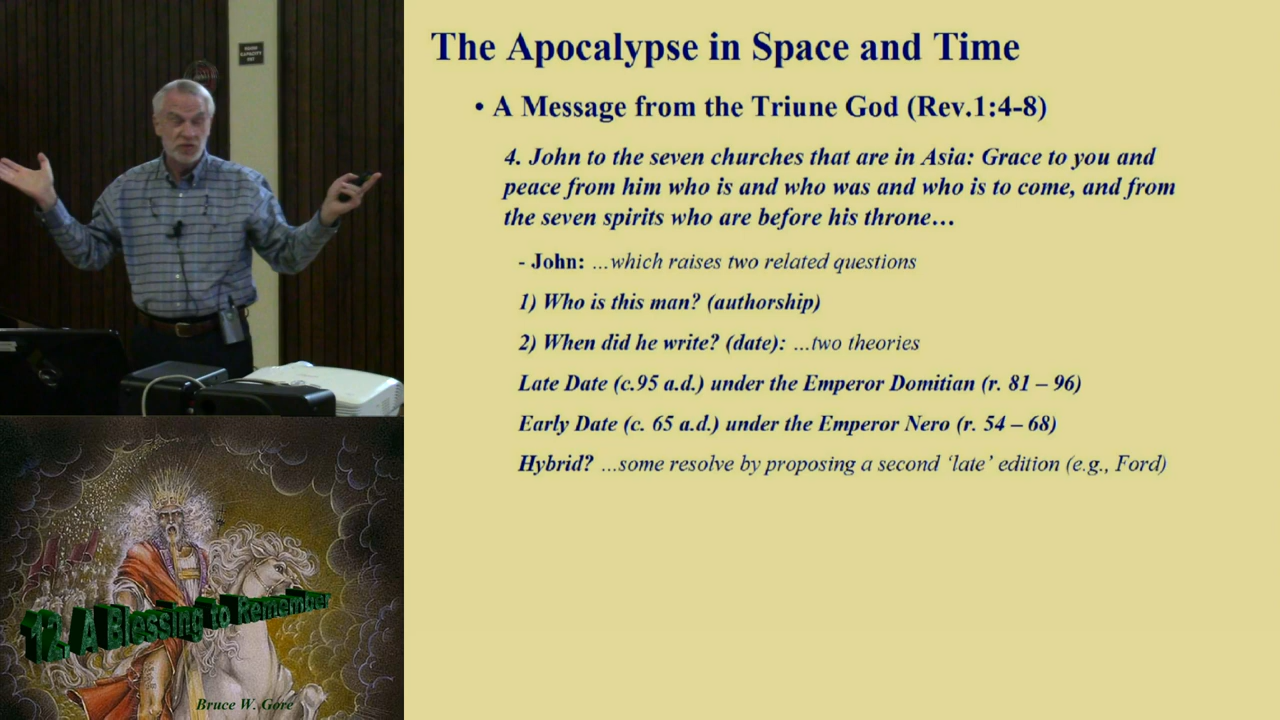 The Apocalypse in Space and Time
• A Message from the Triune God (Rev.1:4-8)
4. John to the seven churches that are in Asia: Grace to you and
peace from him who is and who was and who is to come, and from
the seven spirits who are before his throne…
- John: …which raises two related questions
1) Who is this man? (authorship)
2) When did he write? (date): …two theories
Late Date (c.95 a.d.) under the Emperor Domitian (r. 81 – 96)
Early Date (c. 65 a.d.) under the Emperor Nero (r. 54 – 68)
Hybrid? …some resolve by proposing a second ‘late’ edition (e.g., Ford)
12. A Blessing to Remember
Bruce W. Gore